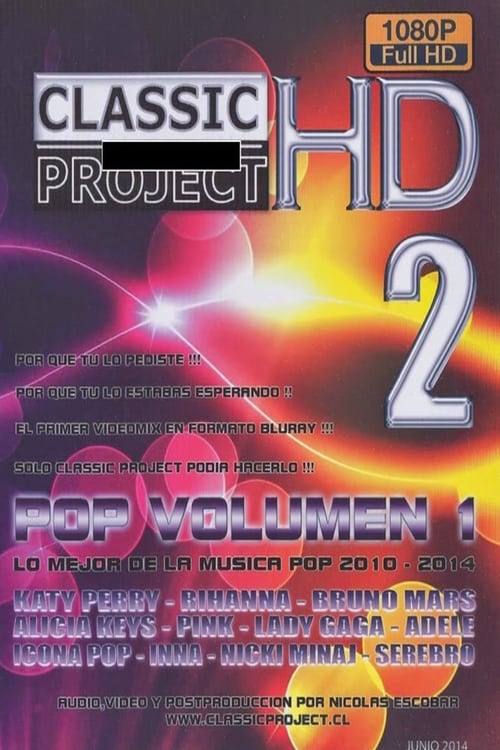 1080P
Full HD
CLASSIC
PROJECT
HD
2
POR QUE TU LO PEDISTE !!!
POR QUE TU LO ESTABAS ESPERANDO !!
EL PRIMER VIDEOMIX EN FORMATO BLURAY !!!
SOLO CLASSIC PROJECT PODIA HACERLO !!!
POP VOLUMEN 1
LO MEJOR DE LA MUSICA POP 2010 - 2014
KATY PERRY - RIHANNA - BRUNO MARS
ALICIA KEYS - PINK - LADY GAGA - ADELE
ICONA POP - INNA - NICKI MINAJ - SEREBRO
AUDIO,VIDEO Y POSTPRODUCCION POR NICOLAS ESCOBAR
WWW.CLASSICPROJECT.CL
JUNIO 2014